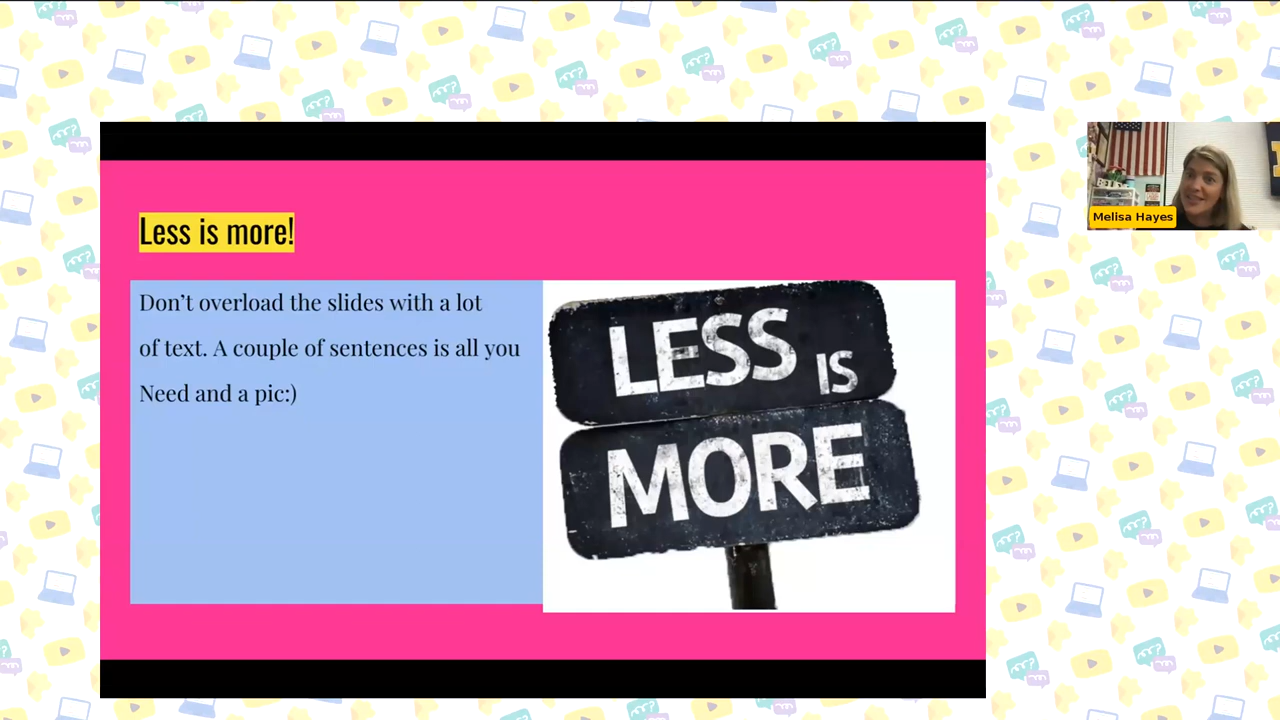 Less is more!
Don’t overload the slides with a lot
of text. A couple of sentences is all you
Need and a pic:)
LESS IS
MORE
Melisa Hayes